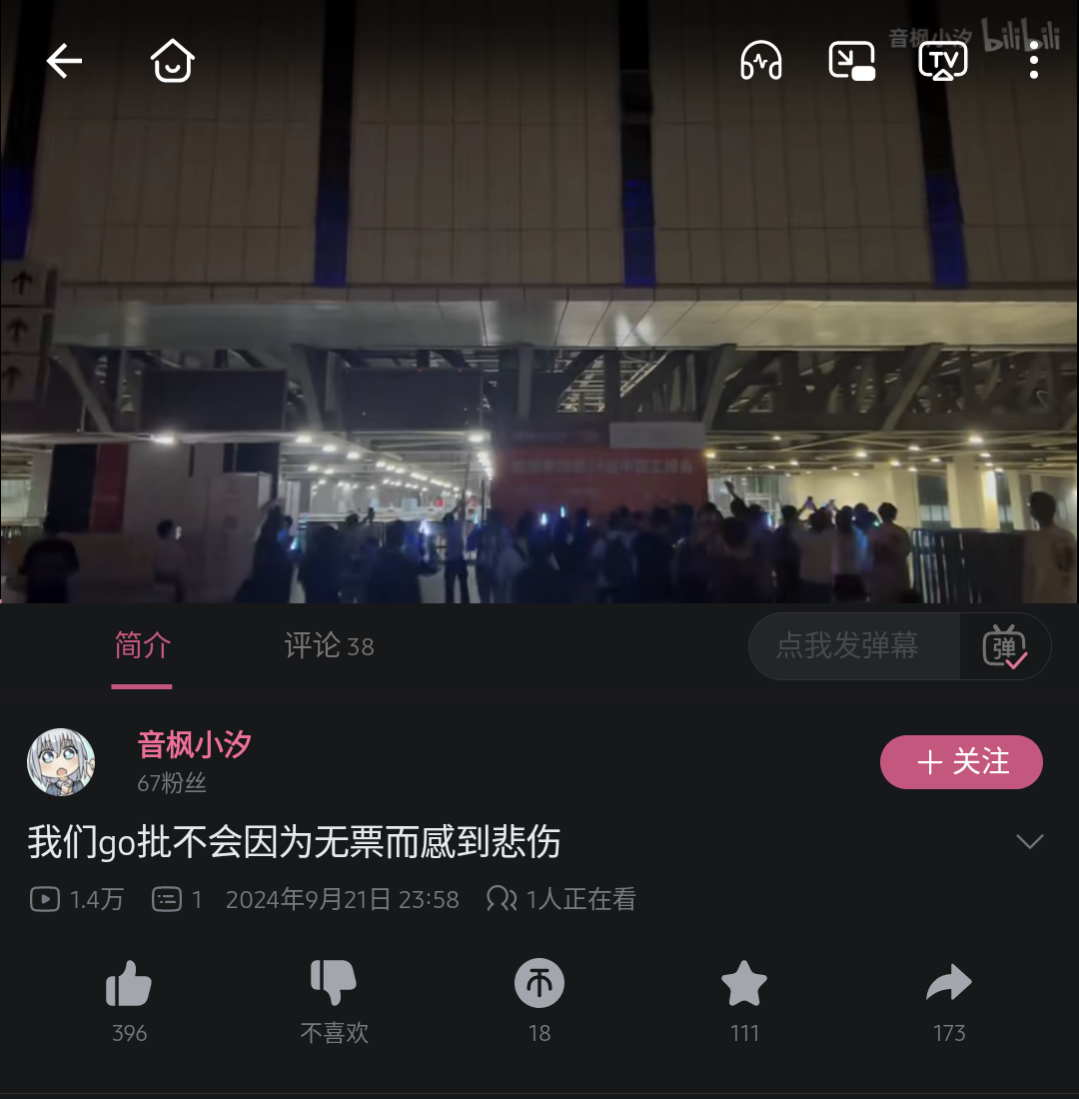 音枫小汐 bilibili
TV
简介
评论 38
点我发弹幕
弹
音枫小汐
67粉丝
+ 关注
我们go批不会因为无票而感到悲伤
1.4万
1
2024年9月21日 23:58
1人正在看
396
不喜欢
18
111
173